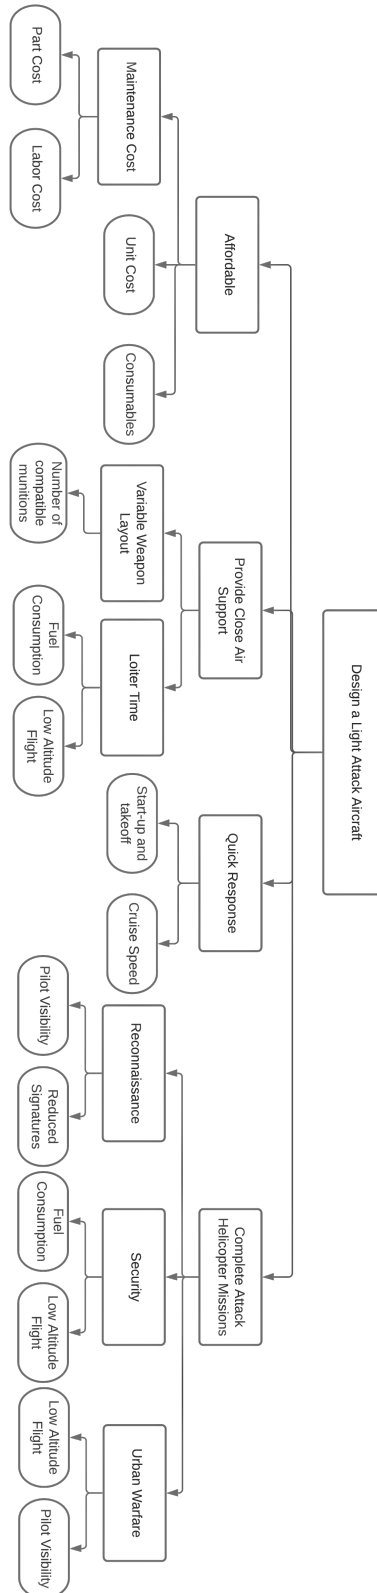 Design a Light Attack Aircraft
Affordable
Provide Close Air
Support
Quick Response
Complete Attack
Helicopter Missions
Maintenance Cost
Unit Cost
Consumables
Variable Weapon
Layout
Loiter Time
Start-up and
takeoff
Cruise Speed
Reconnaissance
Security
Urban Warfare
Part Cost
Labor Cost
Number of
compatible
munitions
Fuel
Consumption
Low Altitude
Flight
Pilot Visibility
Reduced
Signatures
Fuel
Consumption
Low Altitude
Flight
Low Altitude
Flight
Pilot Visibility